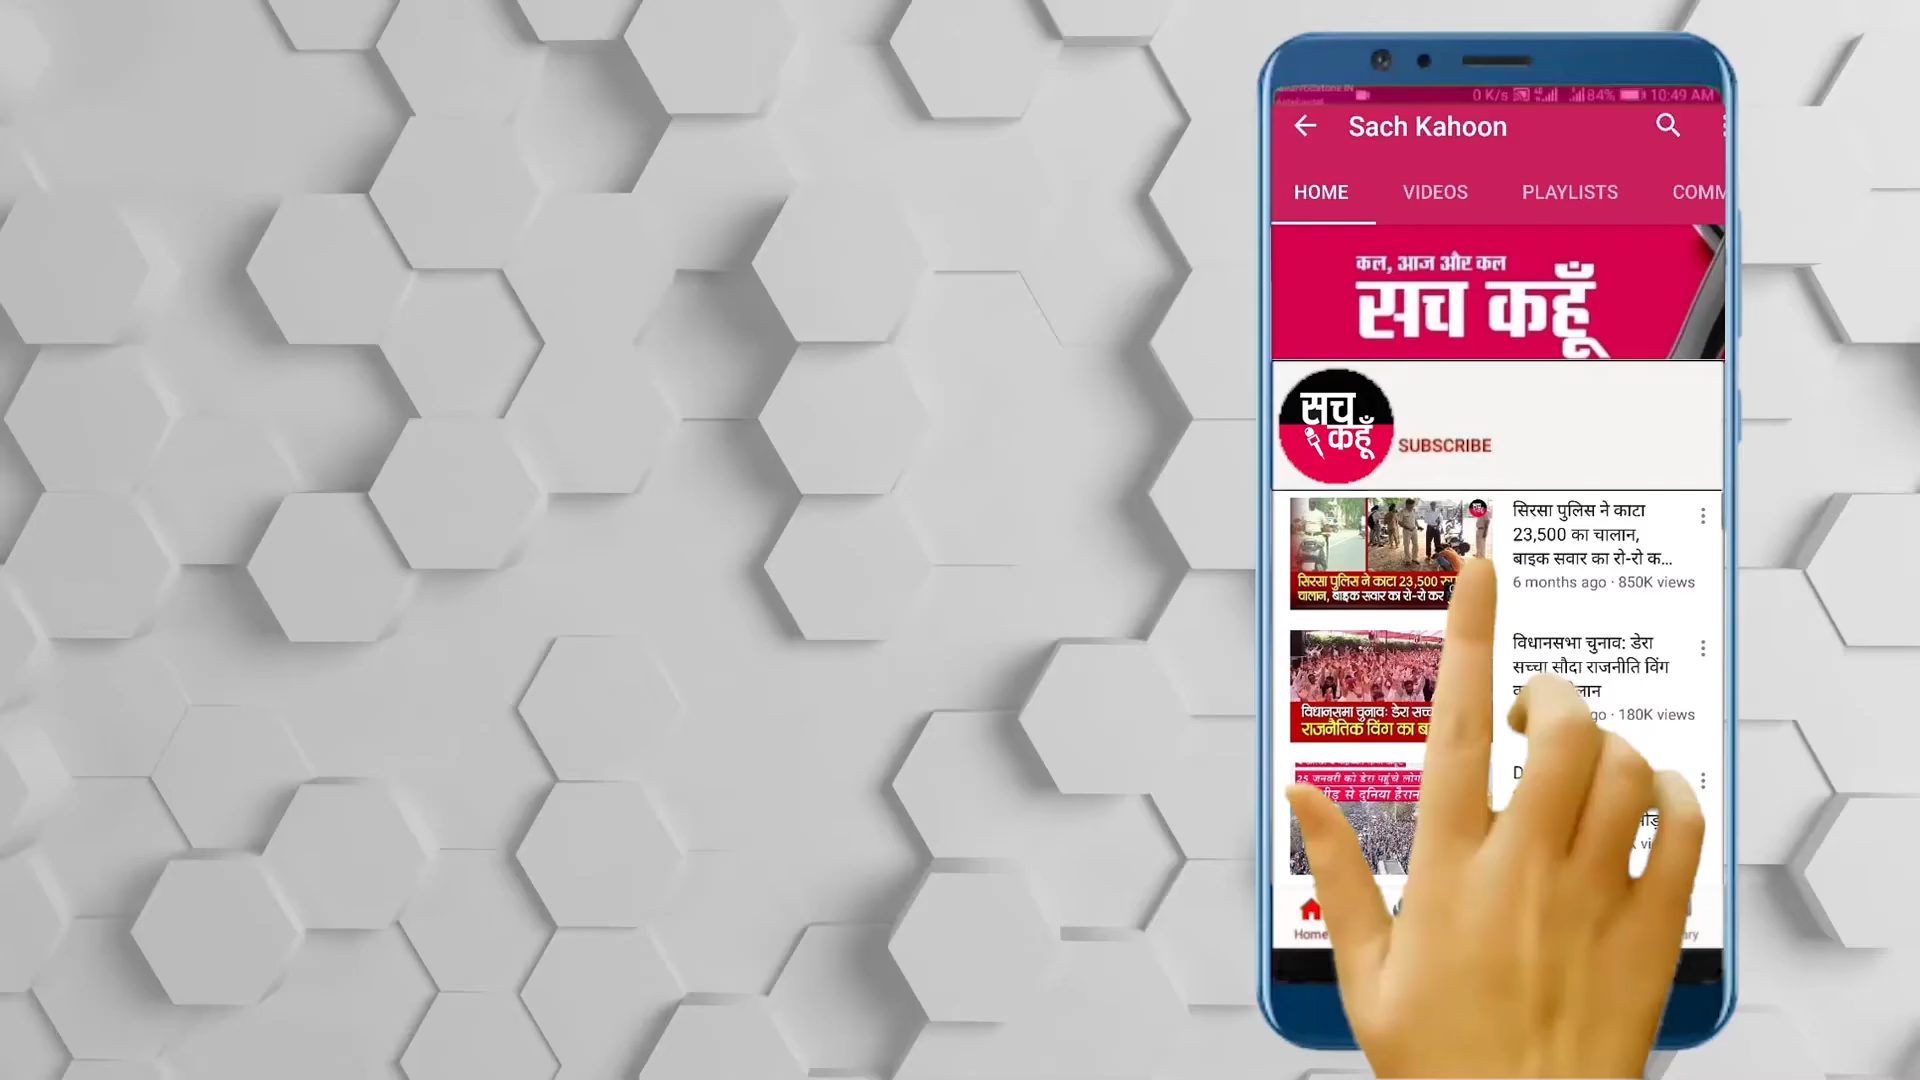 0 K/s 84% 10:49 AM
Sach Kahoon
HOME VIDEOS PLAYLISTS COMM
कल, आज और कल
सच कहूँ
सच
कहूँ
SUBSCRIBE
सिरसा पुलिस ने काटा 23,500
चालान, बाइक सवार का रो-रो कर
सिरसा पुलिस ने काटा
23,500 का चालान,
बाइक सवार का रो-रो क...
6 months ago · 850K views
विधानसभा चुनाव: डेरा
राजनैतिक विंग का
विधानसभा चुनाव: डेरा
सच्चा सौदा राजनीति विंग
180K views
25 जनवरी को डेरा पहुंचे लोगों
से दुनिया हैरान
Home